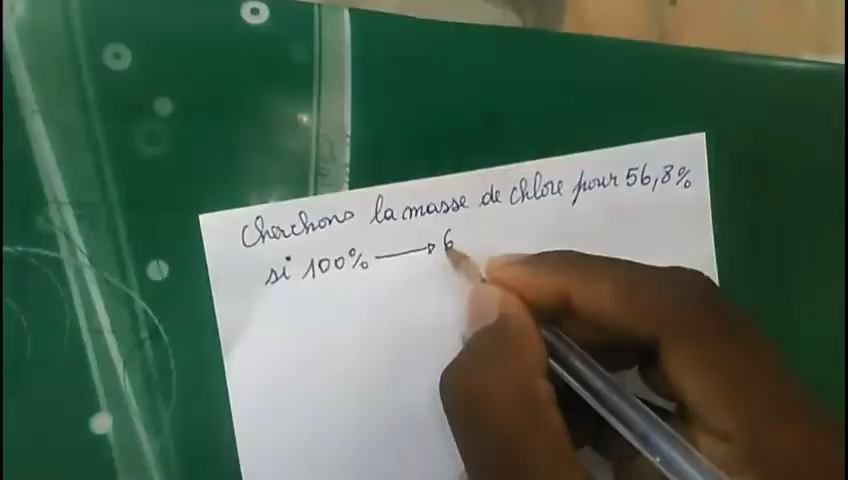 Cherchons la masse de chlore pour 56,8%
si 100% → 6